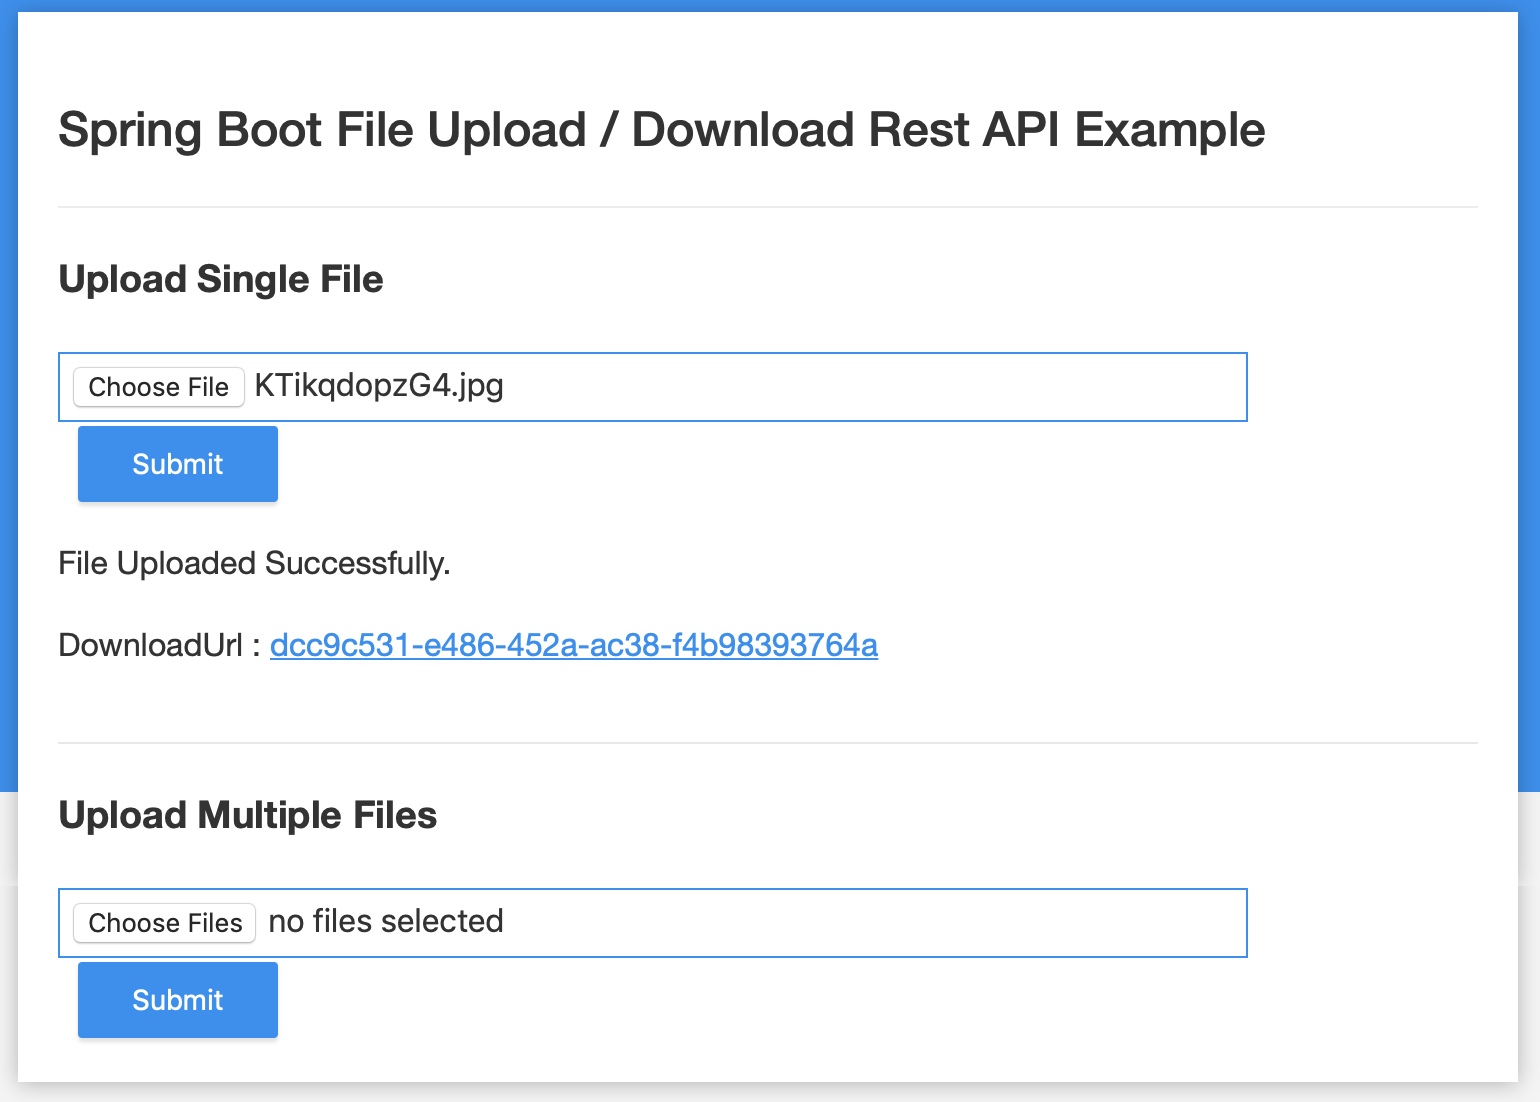 Spring Boot File Upload / Download Rest API Example
Upload Single File
Choose File KTikqdopzG4.jpg
Submit
File Uploaded Successfully.
DownloadUrl : dcc9c531-e486-452a-ac38-f4b98393764a
Upload Multiple Files
Choose Files no files selected
Submit